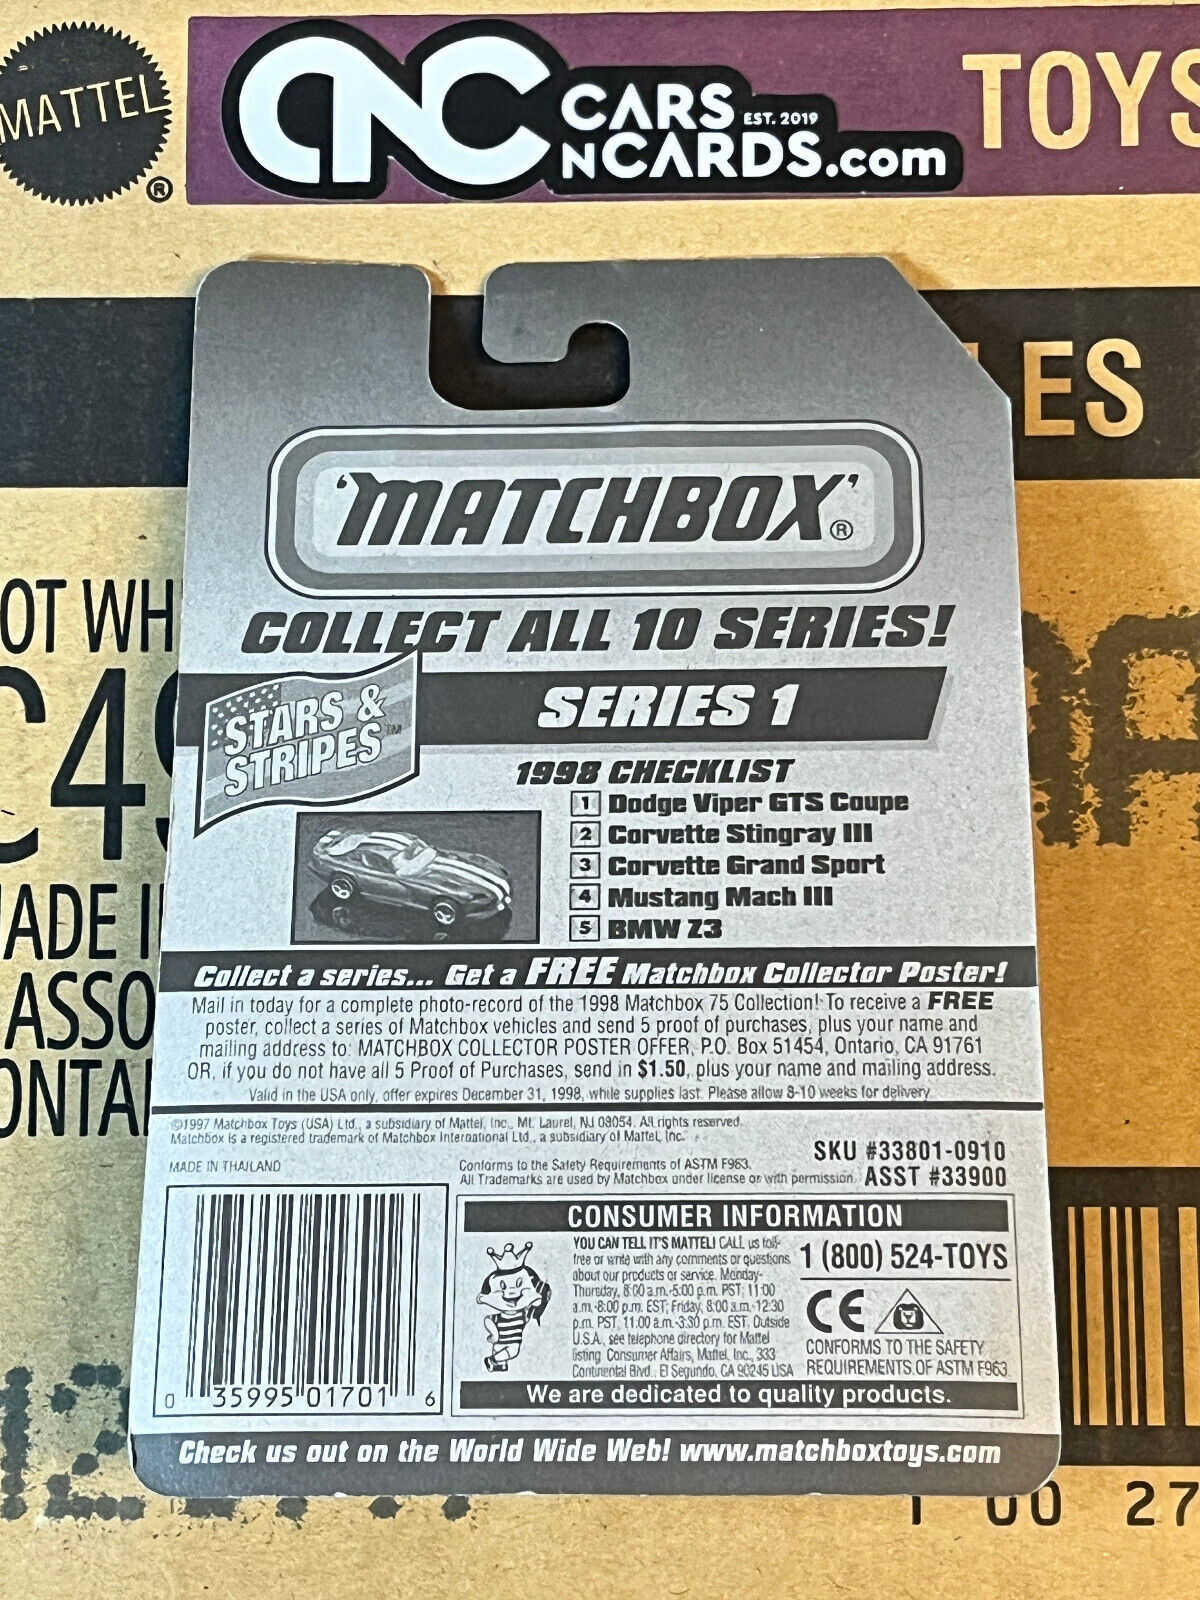 MATTEL
®
CNC
CARS
EST. 2019
N CARDS.com
TOYS
LES
OT WH
C49
MADE I
ASSO
ONTA
'MATCHBOX'®
COLLECT ALL 10 SERIES!
STARS &
STRIPES™
SERIES 1
1998 CHECKLIST
1 Dodge Viper GTS Coupe
2 Corvette Stingray III
3 Corvette Grand Sport
4 Mustang Mach III
5 BMW Z3
Collect a series... Get a FREE Matchbox Collector Poster!
Mail in today for a complete photo-record of the 1998 Matchbox 75 Collection! To receive a FREE
poster, collect a series of Matchbox vehicles and send 5 proof of purchases, plus your name and
mailing address to: MATCHBOX COLLECTOR POSTER OFFER, P.O. Box 51454, Ontario, CA 91761
OR, if you do not have all 5 Proof of Purchases, send in $1.50, plus your name and mailing address.
Valid in the USA only, offer expires December 31, 1998, while supplies last. Please allow 8-10 weeks for delivery.
©1997 Matchbox Toys (USA) Ltd., a subsidiary of Mattel, Inc., Mt. Laurel, NJ 08054. All rights reserved.
Matchbox is a registered trademark of Matchbox International Ltd., a subsidiary of Mattel, Inc.
SKU #33801-0910
MADE IN THAILAND
Conforms to the Safety Requirements of ASTM F963.
All Trademarks are used by Matchbox under license or with permission.
ASST #33900
0 35995 01701 6
CONSUMER INFORMATION
YOU CAN TELL IT'S MATTEL! CALL us toll-
free or write with any comments or questions
about our products or service. Monday-
Thursday, 8:00 a.m.-5:00 p.m. PST; 11:00
a.m.-8:00 p.m. EST; Friday, 8:00 a.m.-12:30
p.m. PST, 11:00 a.m.-3:30 p.m. EST. Outside
U.S.A., see telephone directory for Mattel
listing. Consumer Affairs, Mattel, Inc., 333
Continental Blvd., El Segundo, CA 90245 USA
1 (800) 524-TOYS
CE
CONFORMS TO THE SAFETY
REQUIREMENTS OF ASTM F963.
We are dedicated to quality products.
Check us out on the World Wide Web! www.matchboxtoys.com
1 00 27